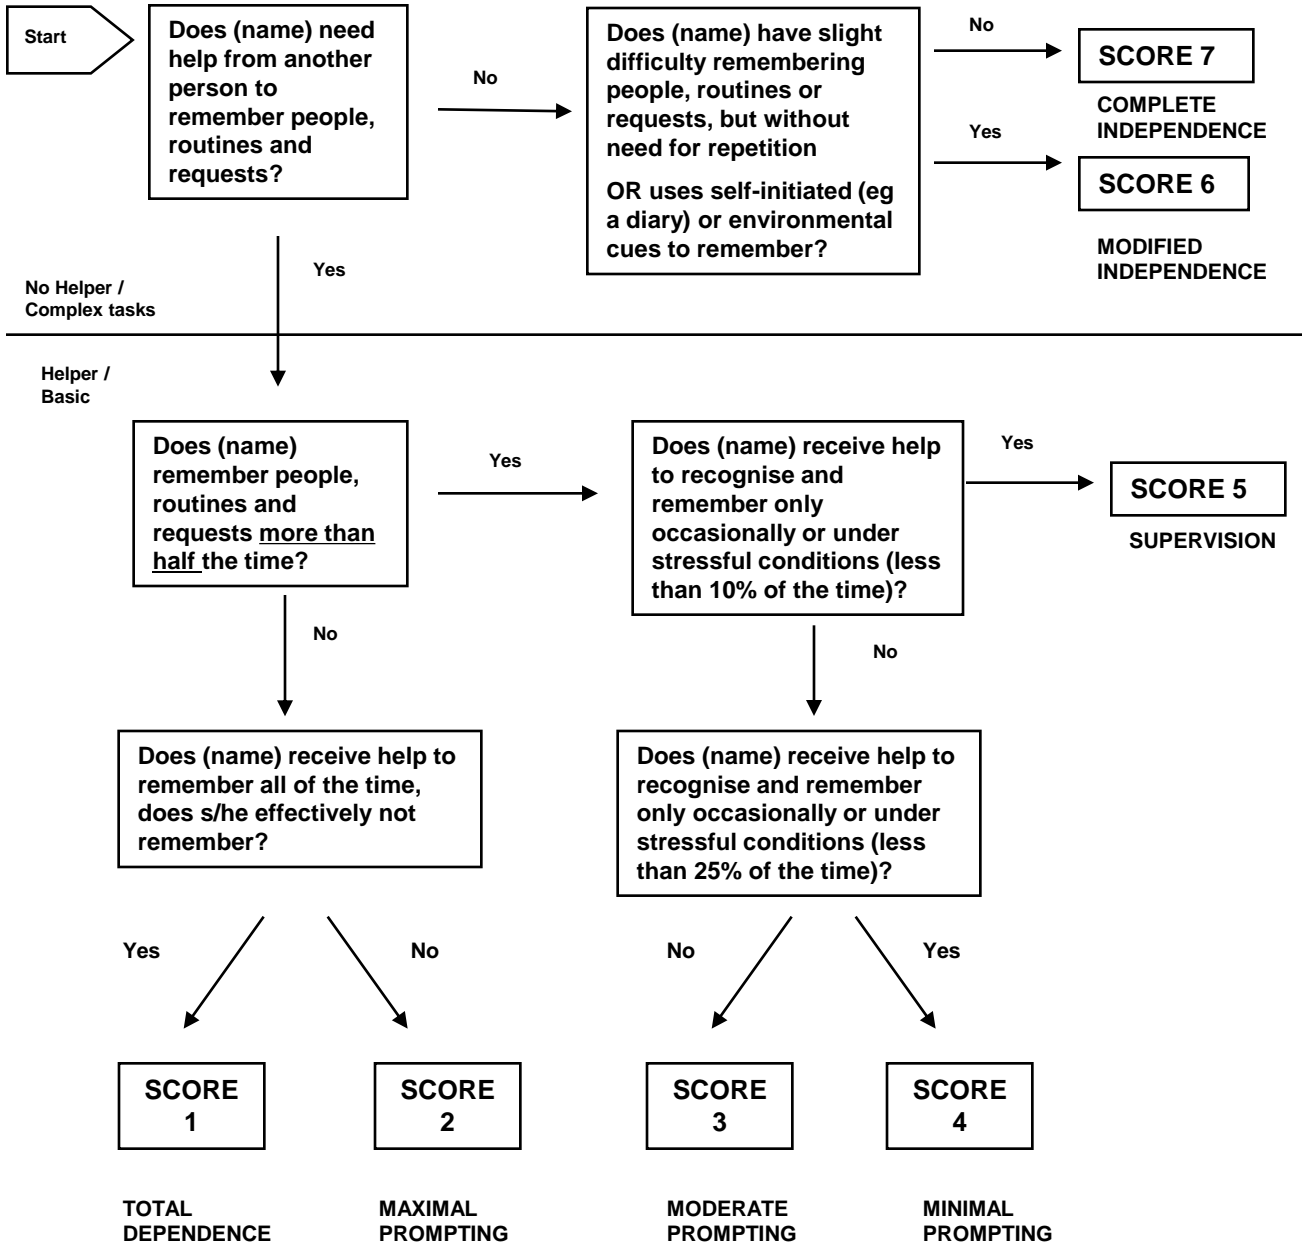 Start
Does (name) need
help from another
person to
remember people,
routines and
requests?
No
Does (name) have slight
difficulty remembering
people, routines or
requests, but without
need for repetition
OR uses self-initiated (eg
a diary) or environmental
cues to remember?
No
SCORE 7
COMPLETE
INDEPENDENCE
Yes
SCORE 6
MODIFIED
INDEPENDENCE
Yes
No Helper /
Complex tasks
Helper /
Basic
Does (name)
remember people,
routines and
requests more than
half the time?
Yes
Does (name) receive help
to recognise and
remember only
occasionally or under
stressful conditions (less
than 10% of the time)?
Yes
SCORE 5
SUPERVISION
No
No
Does (name) receive help to
remember all of the time,
does s/he effectively not
remember?
Does (name) receive help to
recognise and remember
only occasionally or under
stressful conditions (less
than 25% of the time)?
Yes
No
No
Yes
SCORE
1
SCORE
2
SCORE
3
SCORE
4
TOTAL
DEPENDENCE
MAXIMAL
PROMPTING
MODERATE
PROMPTING
MINIMAL
PROMPTING